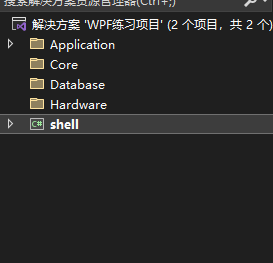 搜索解决方案资源管理器(Ctrl+;)
解决方案 'WPF练习项目' (2 个项目，共 2 个)
Application
Core
Database
Hardware
C# shell